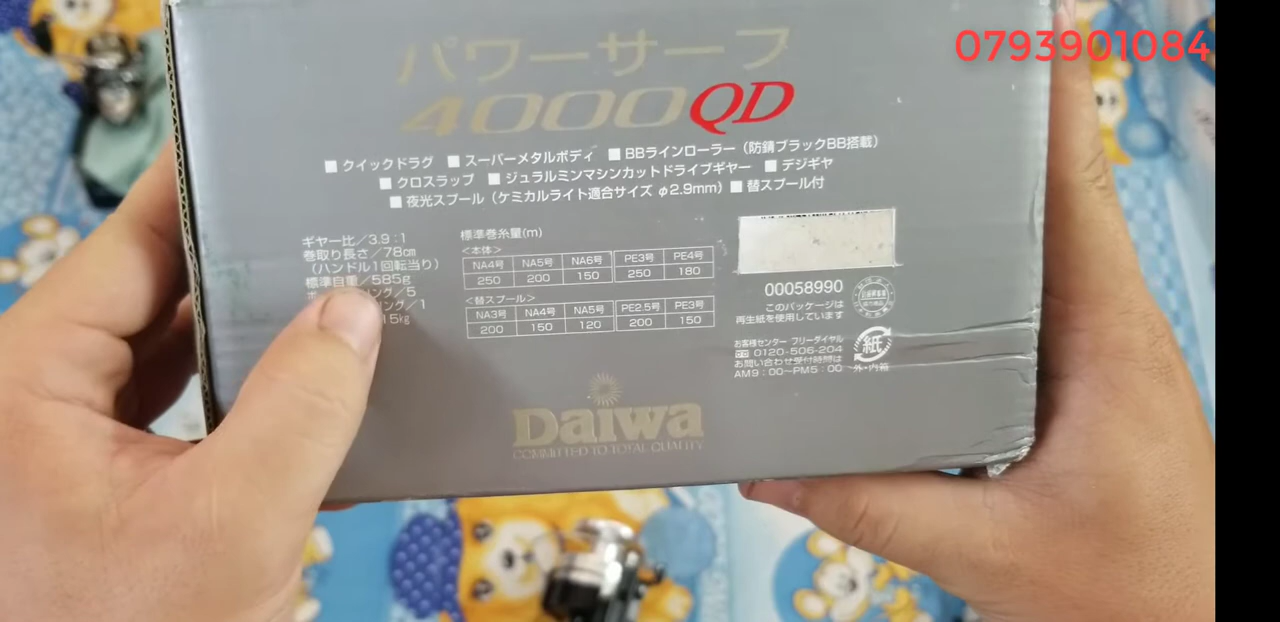 0793901084
パワーサーフ
4000QD
■ クイックドラグ ■ スーパーメタルボディ ■ BBラインローラー（防錆ブラックBB搭載）
■ クロスラップ ■ ジュラルミンマシンカットドライブギヤー ■ デジギヤ
■ 夜光スプール（ケミカルライト適合サイズ φ2.9mm）■ 替スプール付
ギヤー比／3.9：1
巻取り長さ／78cm
（ハンドル1回転当り）
標準自重／585g
ング／5
ング／1
15kg
標準巻糸量(m)
＜本体＞
NA4号 NA5号 NA6号 PE3号 PE4号
250 200 150 250 180
＜替スプール＞
NA3号 NA4号 NA5号 PE2.5号 PE3号
200 150 120 200 150
00058990
このパッケージは
再生紙を使用しています
お客様センター フリーダイヤル
0120-506-204
お問い合わせ受付時間は
AM9：00～PM5：00
紙
外・内箱
Daiwa
COMMITTED TO TOTAL QUALITY